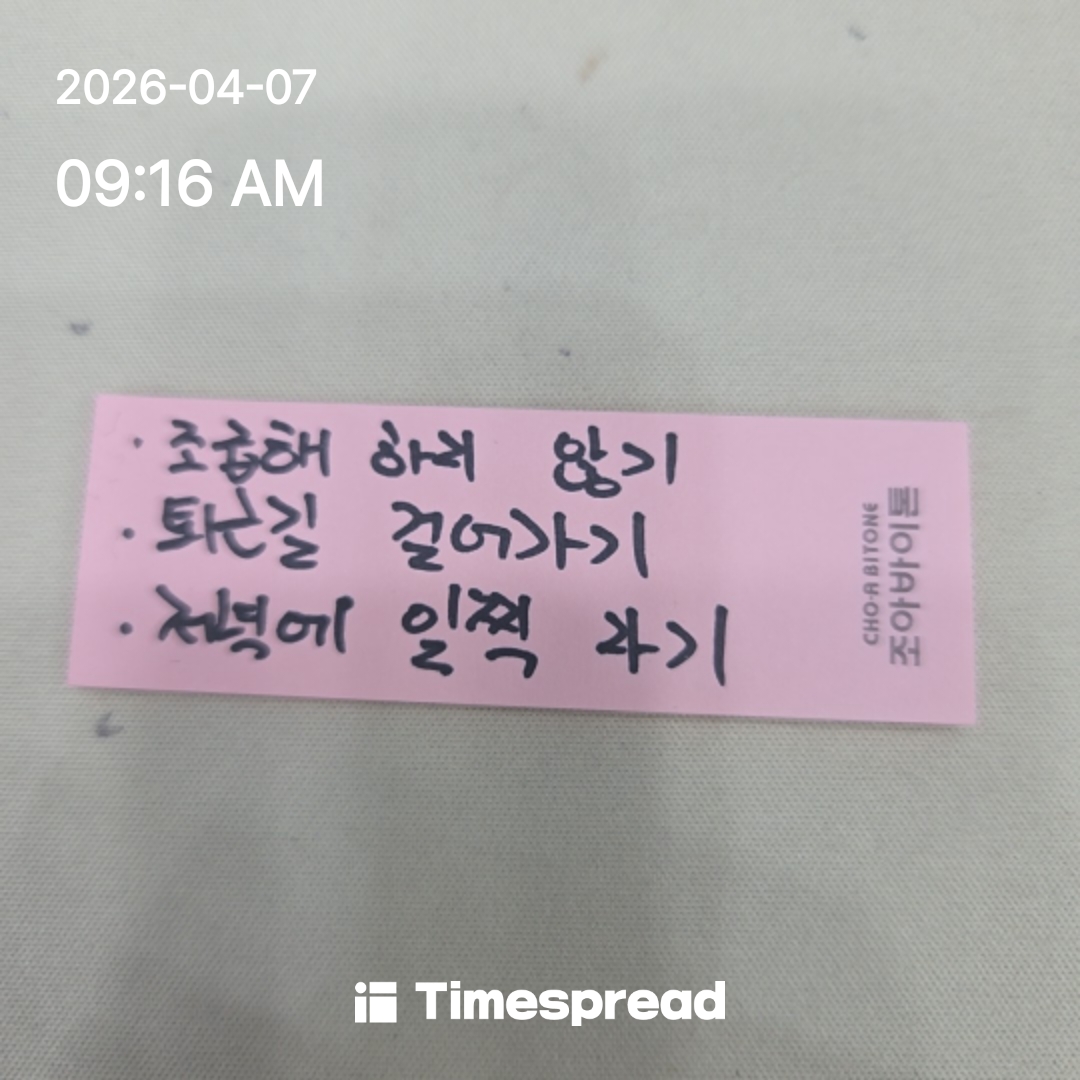 2026-04-07
09:16 AM
· 조급해 하지 않기
· 퇴근길 걸어가기
· 저녁에 일찍 자기
CHO-A BITONE
조아바이톤
Timespread